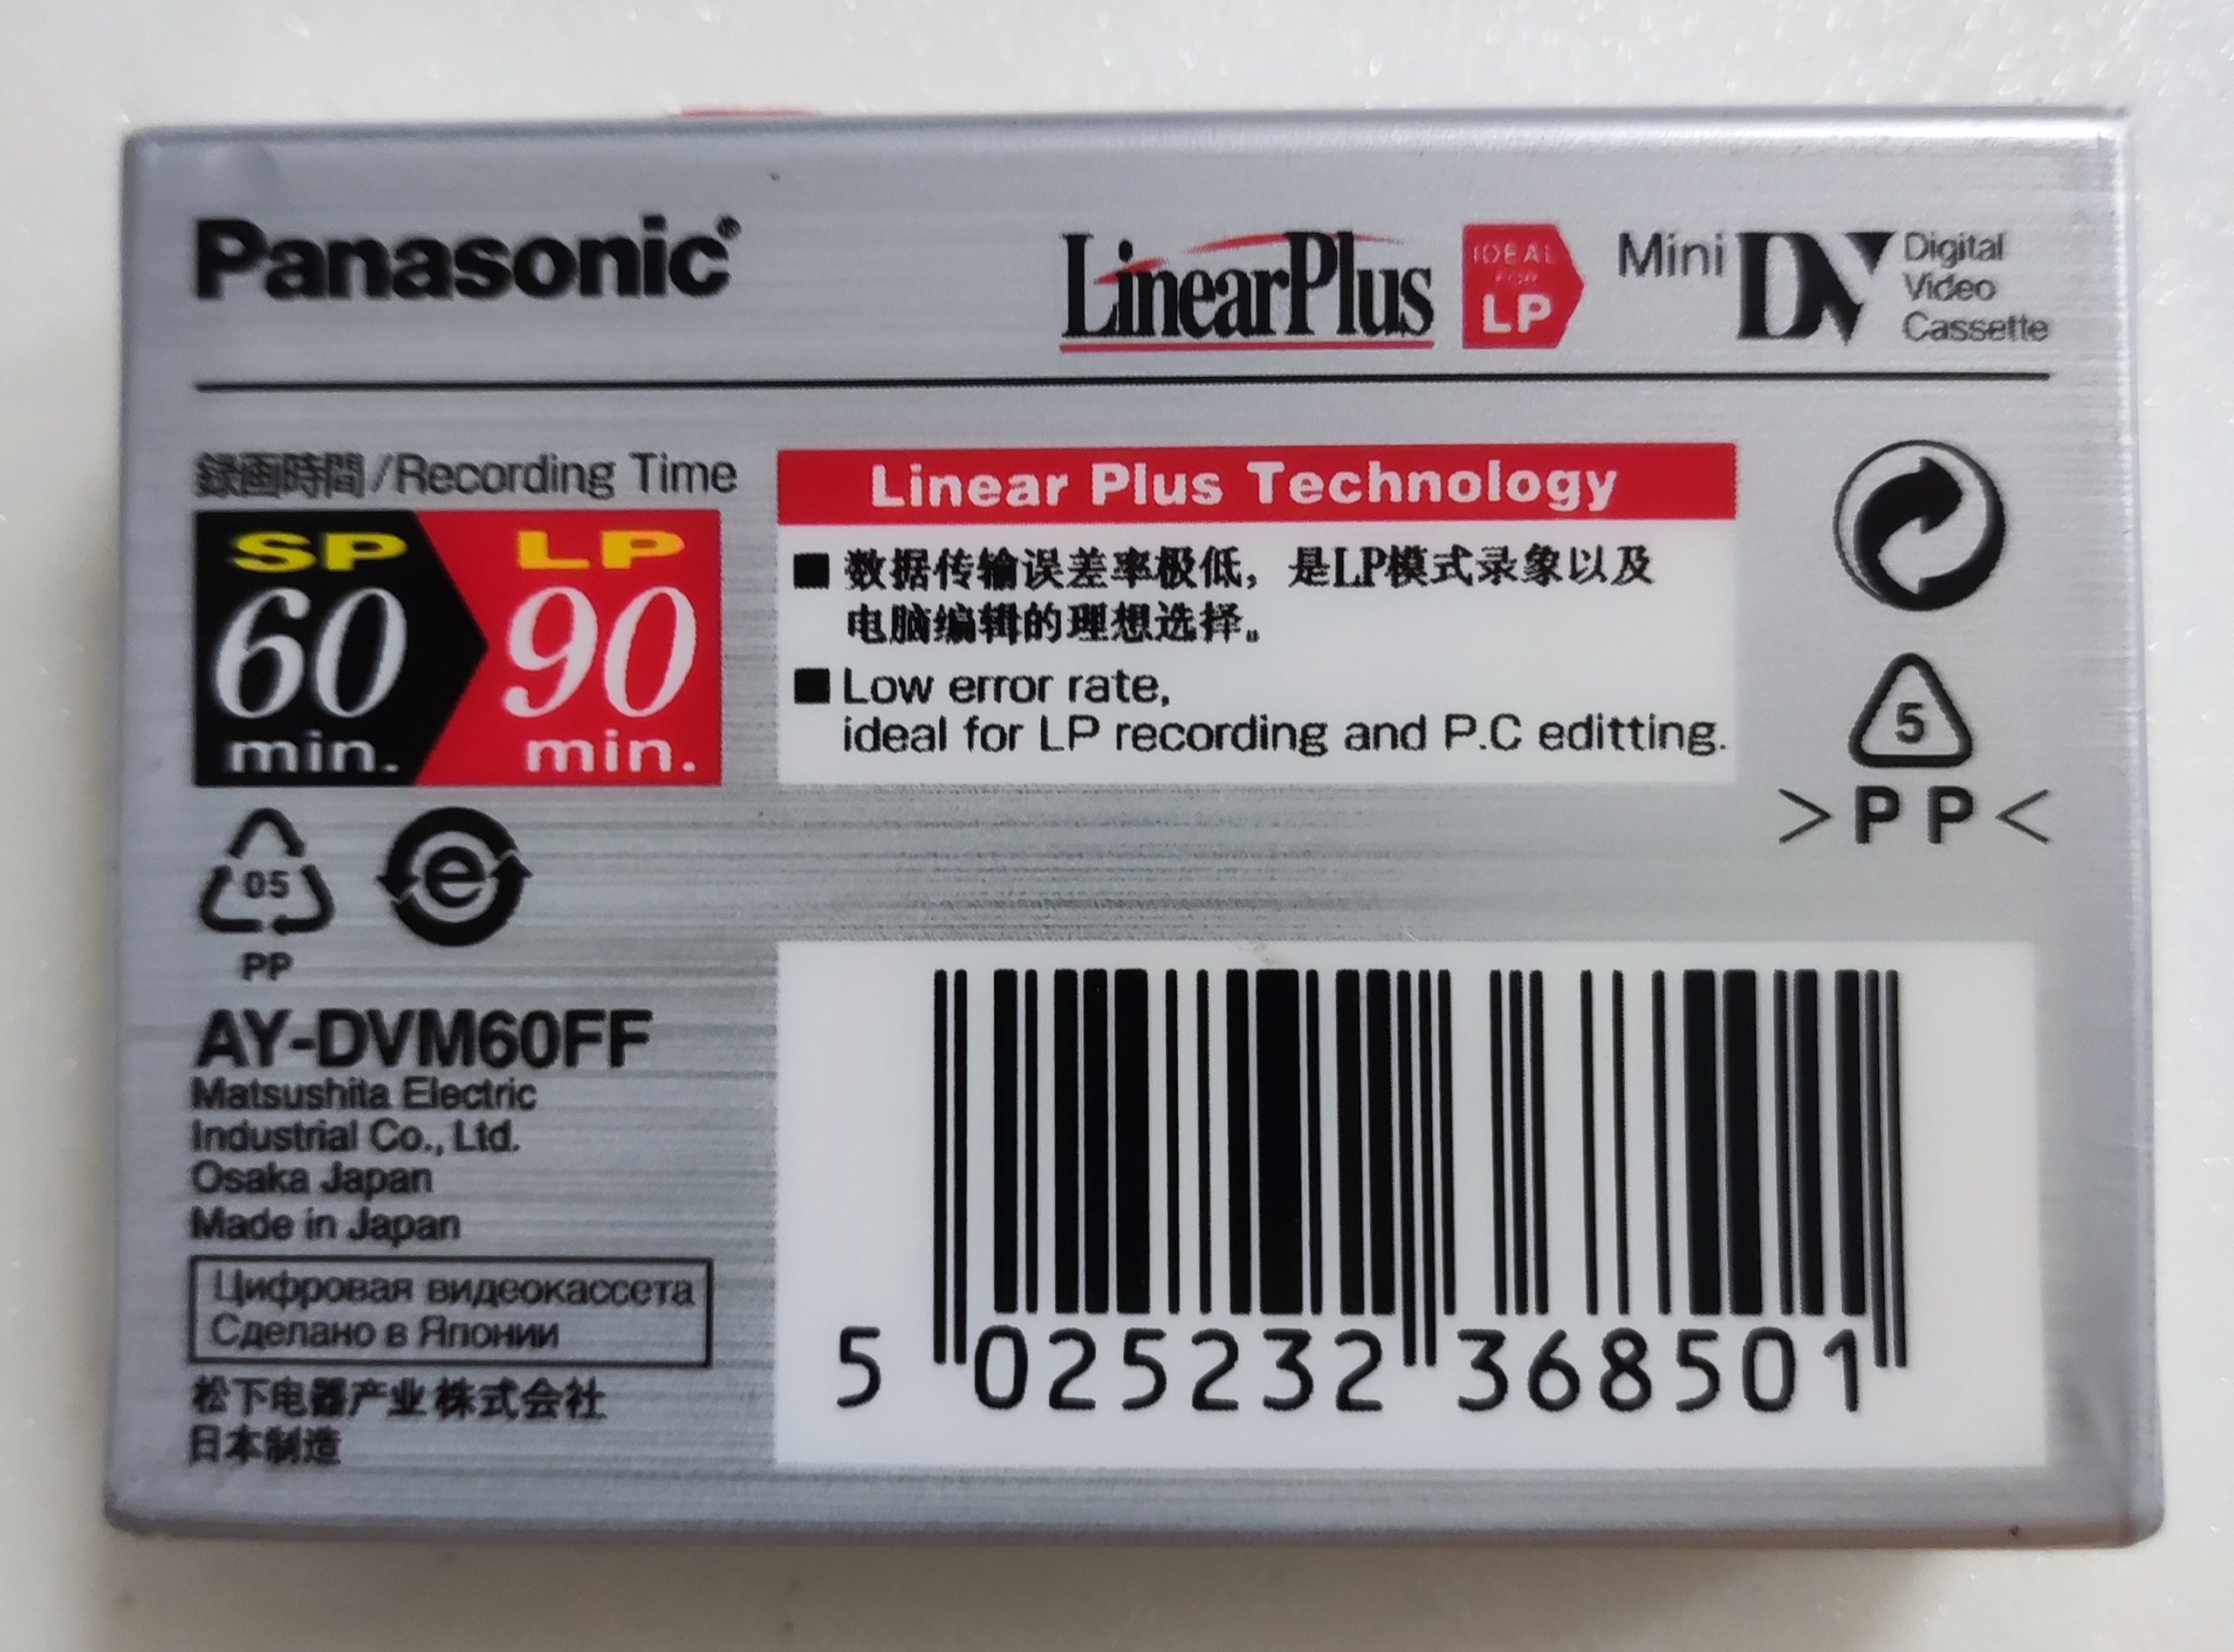 Panasonic®
LinearPlus
IDEAL
FOR
LP
Mini DV
Digital
Video
Cassette
録画時間/Recording Time
SP
60
min.
LP
90
min.
Linear Plus Technology
■ 数据传输误差率极低，是LP模式录象以及
电脑编辑的理想选择。
■ Low error rate,
ideal for LP recording and P.C editting.
5
>PP<
05
PP
e
AY-DVM60FF
Matsushita Electric
Industrial Co., Ltd.
Osaka Japan
Made in Japan
Цифровая видеокассета
Сделано в Японии
松下电器产业株式会社
日本制造
5 025232 368501